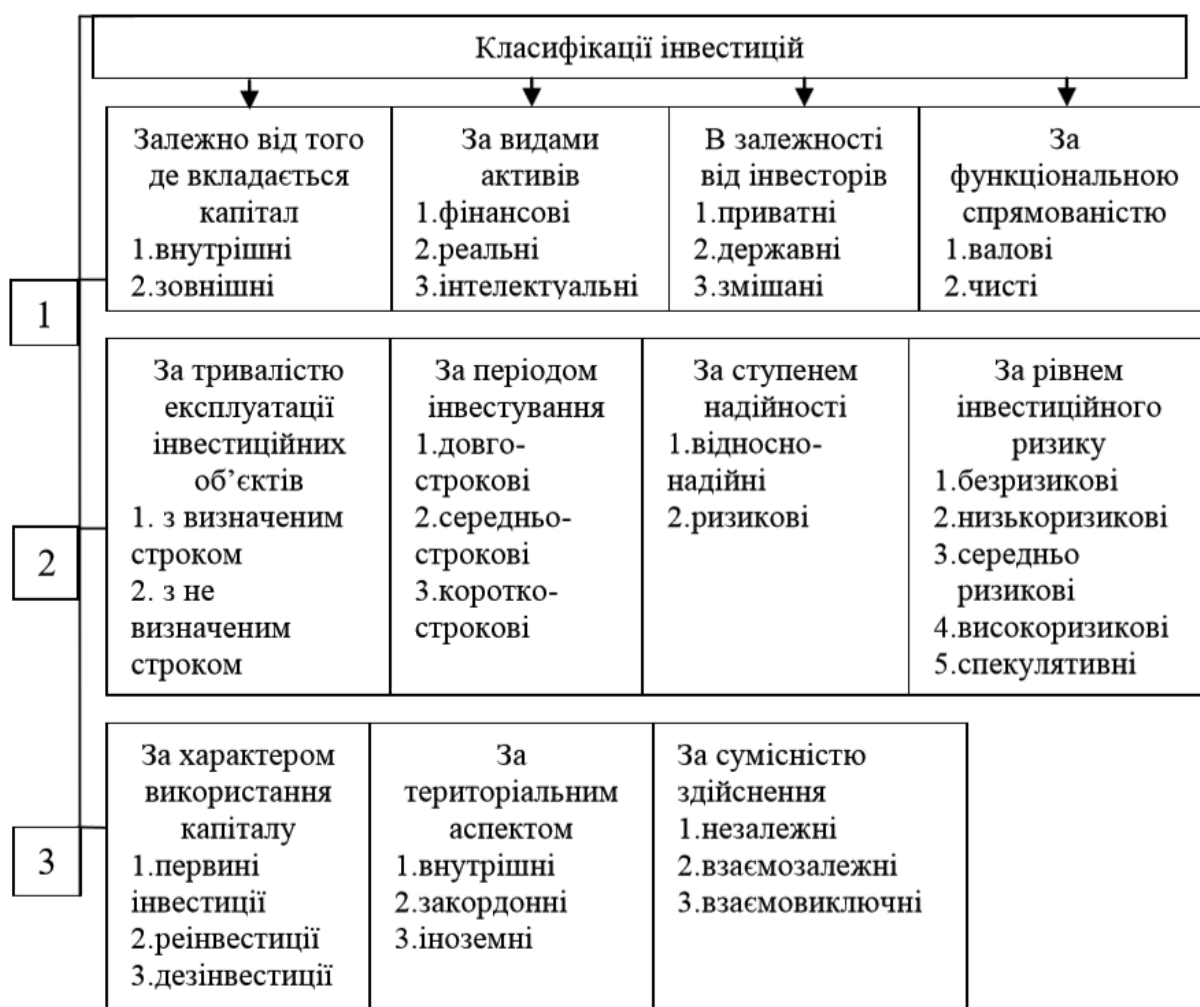 Класифікації інвестицій
Залежно від того
де вкладається
капітал
1.внутрішні
2.зовнішні
За видами
активів
1.фінансові
2.реальні
3.інтелектуальні
В залежності
від інвесторів
1.приватні
2.державні
3.змішані
За
функціональною
спрямованістю
1.валові
2.чисті
1
За тривалістю
експлуатації
інвестиційних
об’єктів
1. з визначеним
строком
2. з не
визначеним
строком
За періодом
інвестування
1.довго-
строкові
2.середньо-
строкові
3.коротко-
строкові
За ступенем
надійності
1.відносно-
надійні
2.ризикові
За рівнем
інвестиційного
ризику
1.безризикові
2.низькоризикові
3.середньо
ризикові
4.високоризикові
5.спекулятивні
2
За характером
використання
капіталу
1.первині
інвестиції
2.реінвестиції
3.дезінвестиції
За
територіальним
аспектом
1.внутрішні
2.закордонні
3.іноземні
За сумісністю
здійснення
1.незалежні
2.взаємозалежні
3.взаємовиключні
3